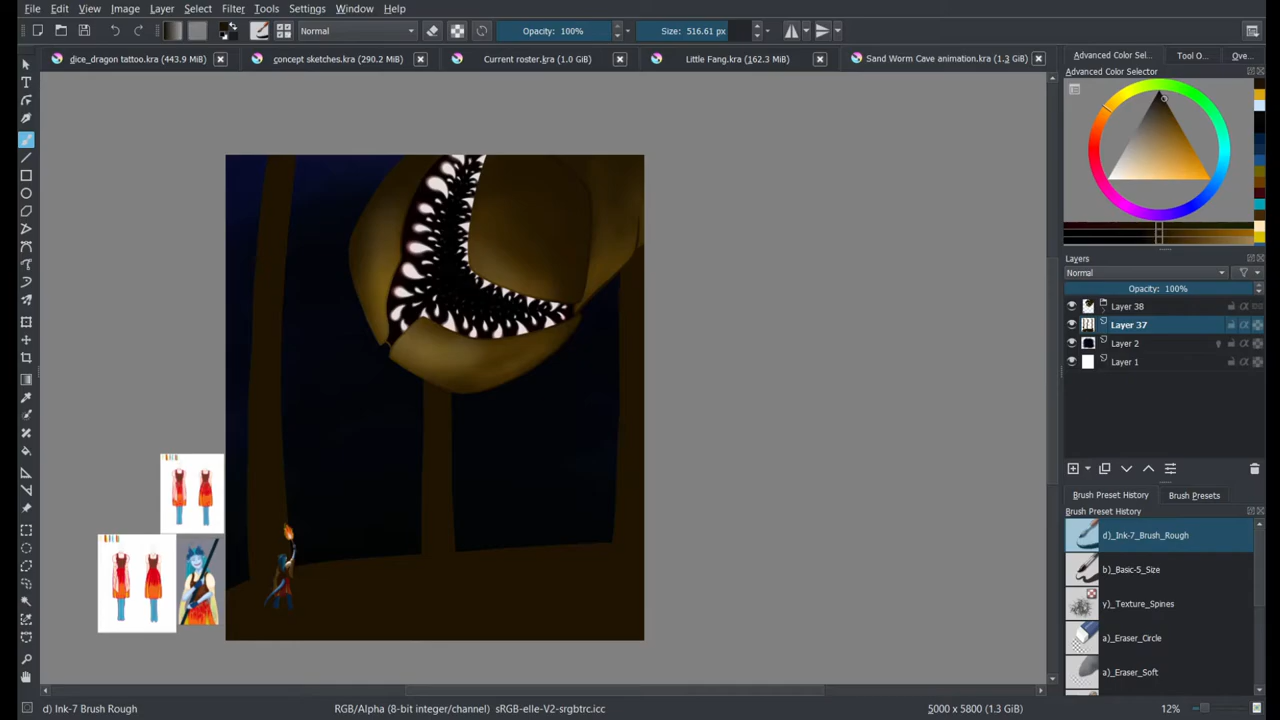 File Edit View Image Layer Select Filter Tools Settings Window Help
Normal Opacity: 100% Size: 516.61 px
dice_dragon tattoo.kra (443.9 MiB) concept sketches.kra (290.2 MiB) Current roster.kra (1.0 GiB) Little Fang.kra (162.3 MiB) Sand Worm Cave animation.kra (1.3 GiB)
Advanced Color Sel... Tool O... Ove...
Advanced Color Selector
Layers
Normal
Opacity: 100%
Layer 38
Layer 37
Layer 2
Layer 1
Brush Preset History Brush Presets
Brush Preset History
d)_Ink-7_Brush_Rough
b)_Basic-5_Size
y)_Texture_Spines
a)_Eraser_Circle
a)_Eraser_Soft
d) Ink-7 Brush Rough RGB/Alpha (8-bit integer/channel) sRGB-elle-V2-srgbtrc.icc 5000 x 5800 (1.3 GiB) 12%